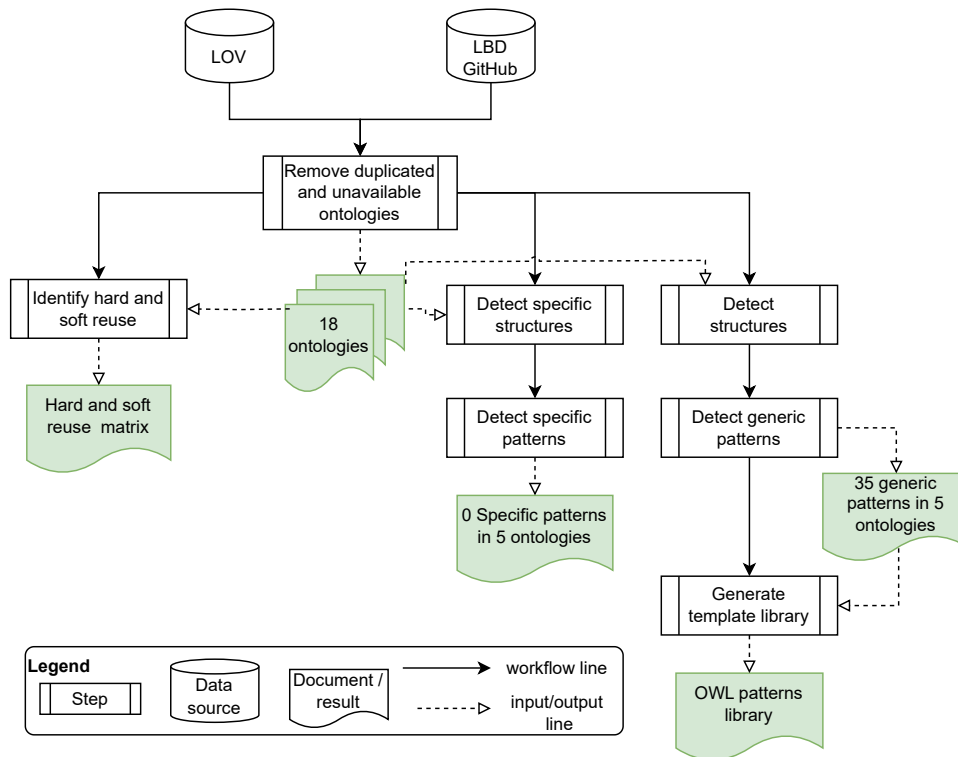 LOV
LBD
GitHub
Remove duplicated
and unavailable
ontologies
Identify hard and
soft reuse
18
ontologies
Detect specific
structures
Detect
structures
Hard and soft
reuse matrix
Detect specific
patterns
Detect generic
patterns
0 Specific patterns
in 5 ontologies
35 generic
patterns in 5
ontologies
Generate
template library
OWL patterns
library
Legend
Step
Data
source
Document /
result
workflow line
input/output
line